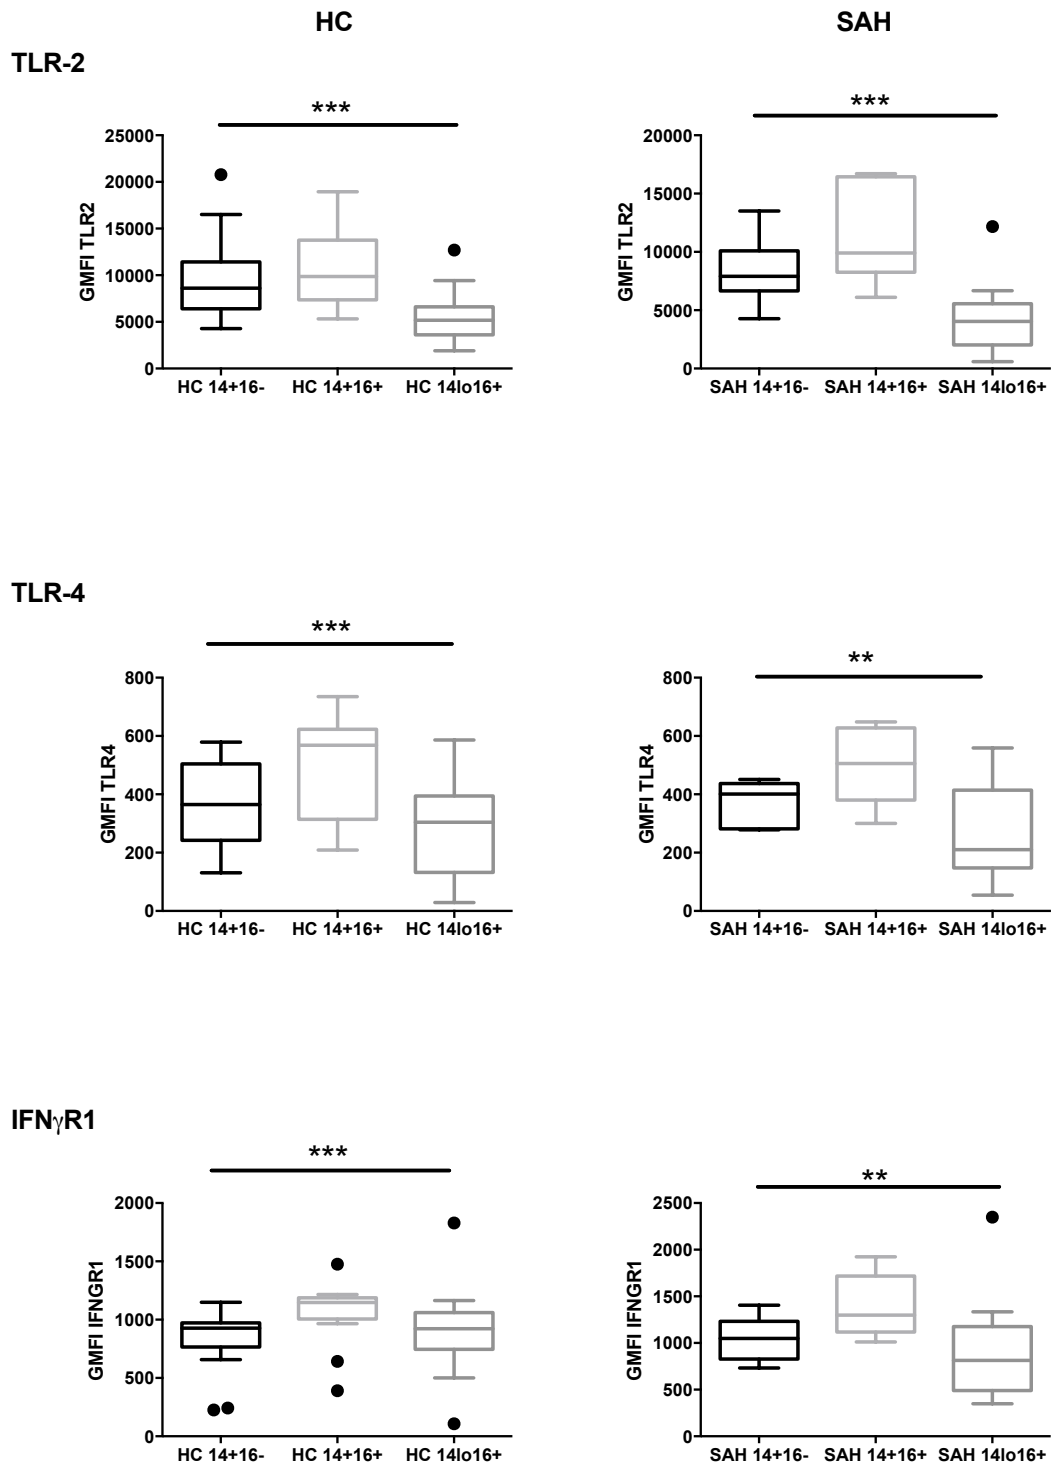 HC
SAH
TLR-2
***
25000
20000
15000
10000
5000
0
GMFI TLR2
HC 14+16- HC 14+16+ HC 14lo16+
***
20000
15000
10000
5000
0
GMFI TLR2
SAH 14+16- SAH 14+16+ SAH 14lo16+
TLR-4
***
800
600
400
200
0
GMFI TLR4
HC 14+16- HC 14+16+ HC 14lo16+
**
800
600
400
200
0
GMFI TLR4
SAH 14+16- SAH 14+16+ SAH 14lo16+
IFNγR1
***
2000
1500
1000
500
0
GMFI IFNGR1
HC 14+16- HC 14+16+ HC 14lo16+
**
2500
2000
1500
1000
500
0
GMFI IFNGR1
SAH 14+16- SAH 14+16+ SAH 14lo16+